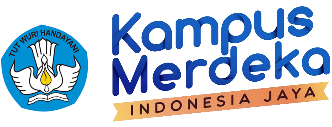 TUT WURI HANDAYANI
Kampus
Merdeka
INDONESIA JAYA